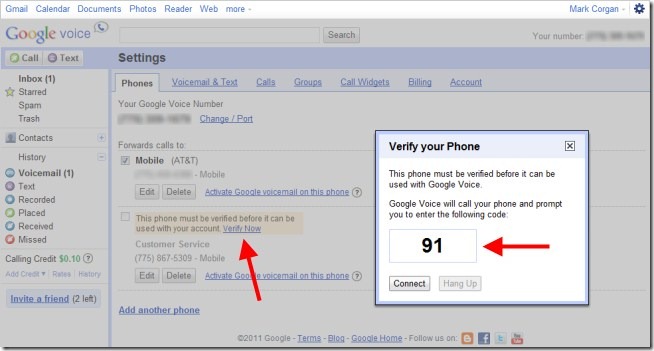 Gmail Calendar Documents Photos Reader Web more Mark Corgan
Google voice Search Your number:
Call Text Settings
Phones Voicemail & Text Calls Groups Call Widgets Billing Account
Inbox (1)
Starred
Spam
Trash
Contacts
History
Voicemail (1)
Text
Recorded
Placed
Received
Missed
Calling Credit $0.10 ?
Add Credit Rates History
Invite a friend (2 left)
Your Google Voice Number
Change / Port
Forwards calls to:
Mobile (AT&T)
- Mobile
Edit Delete Activate Google voicemail on this phone ?
This phone must be verified before it can be
used with your account. Verify Now
Customer Service
(775) 867-5309 - Mobile
Edit Delete Activate Google voicemail on this phone ?
Add another phone
Verify your Phone
This phone must be verified before it can be
used with Google Voice.
Google Voice will call your phone and prompt
you to enter the following code:
91
Connect Hang Up
©2011 Google - Terms - Blog - Google Home - Follow us on: